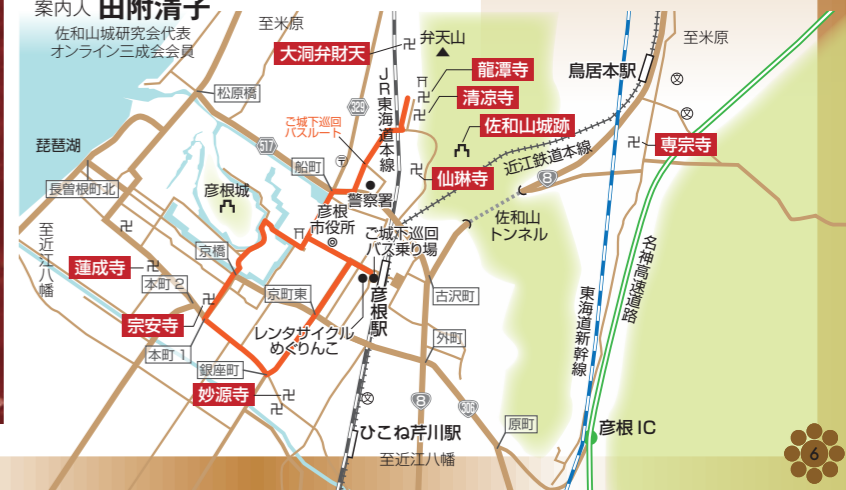 案内人 田附清子
佐和山城研究会代表
オンライン三成会会員
至米原
大洞弁財天
弁天山
至米原
鳥居本駅
龍潭寺
清凉寺
佐和山城跡
専宗寺
松原橋
JR東海道本線
329
ご城下巡回
バスルート
517
琵琶湖
船町
近江鉄道本線
8
仙琳寺
長曽根町北
彦根城
警察署
彦根
市役所
佐和山
トンネル
ご城下巡回
バス乗り場
至近江八幡
京橋
蓮成寺
本町2
京町東
古沢町
名神高速道路
東海道新幹線
宗安寺
彦根駅
レンタサイクル
めぐりんこ
本町1
外町
銀座町
妙源寺
8
306
原町
彦根IC
ひこね芹川駅
至近江八幡
6